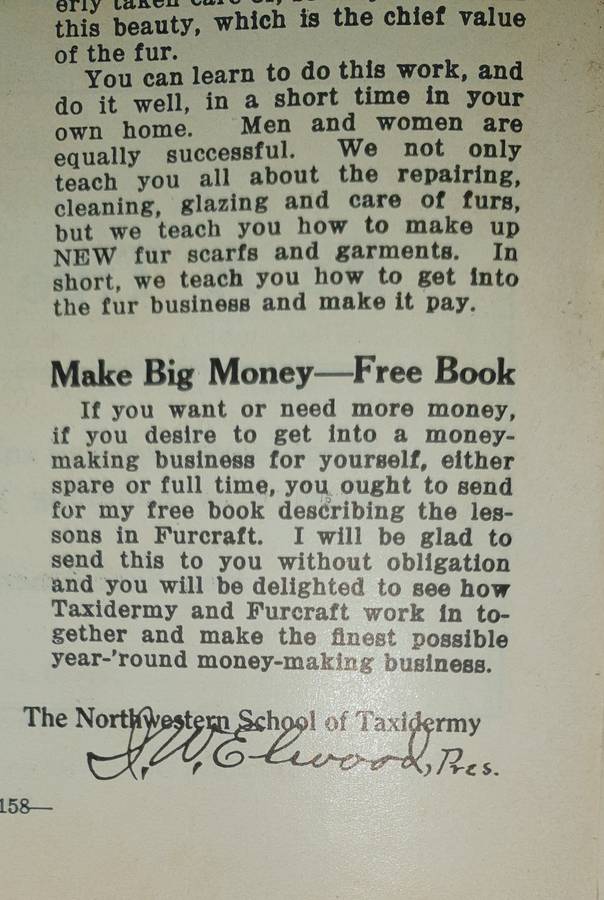 erly taken care of,
this beauty, which is the chief value
of the fur.
You can learn to do this work, and
do it well, in a short time in your
own home. Men and women are
equally successful. We not only
teach you all about the repairing,
cleaning, glazing and care of furs,
but we teach you how to make up
NEW fur scarfs and garments. In
short, we teach you how to get into
the fur business and make it pay.
Make Big Money—Free Book
If you want or need more money,
if you desire to get into a money-
making business for yourself, either
spare or full time, you ought to send
for my free book describing the les-
sons in Furcraft. I will be glad to
send this to you without obligation
and you will be delighted to see how
Taxidermy and Furcraft work in to-
gether and make the finest possible
year-'round money-making business.
The Northwestern School of Taxidermy
J. W. Elwood, Pres.
158—